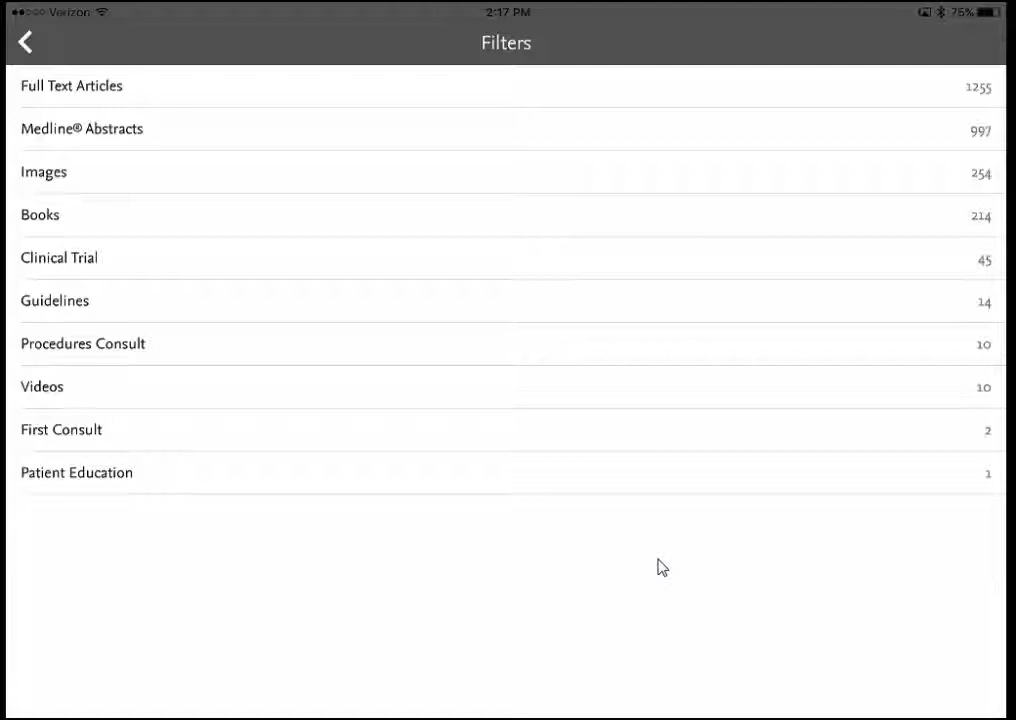 Verizon 2:17 PM 75%
Filters
Full Text Articles 1255
Medline® Abstracts 997
Images 254
Books 214
Clinical Trial 45
Guidelines 14
Procedures Consult 10
Videos 10
First Consult 2
Patient Education 1